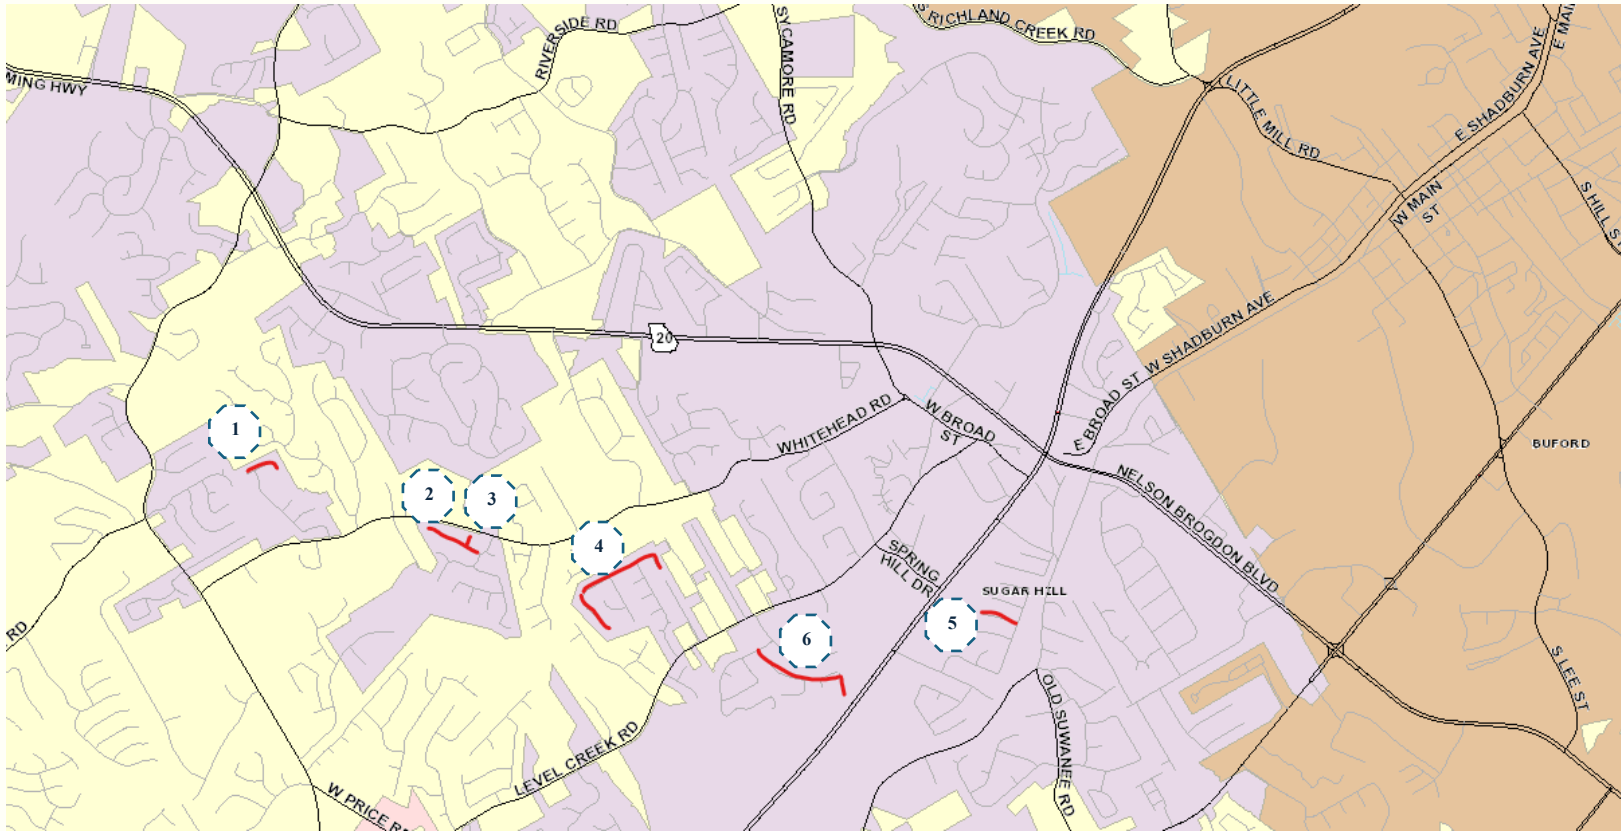 S RICHLAND CREEK RD
RIVERSIDE RD
SYCAMORE RD
E MAI
E SHADBURN AVE
MING HWY
LITTLE MILL RD
W MAIN
ST
S HILL S
20
W SHADBURN AVE
E BROAD ST
WHITEHEAD RD
W BROAD
ST
1
BUFORD
2
3
NELSON BROGDON BLVD
4
SPRING
HILL DR
SUGAR HILL
5
6
RD
S LEE ST
OLD SUWANEE RD
LEVEL CREEK RD
W PRICE R